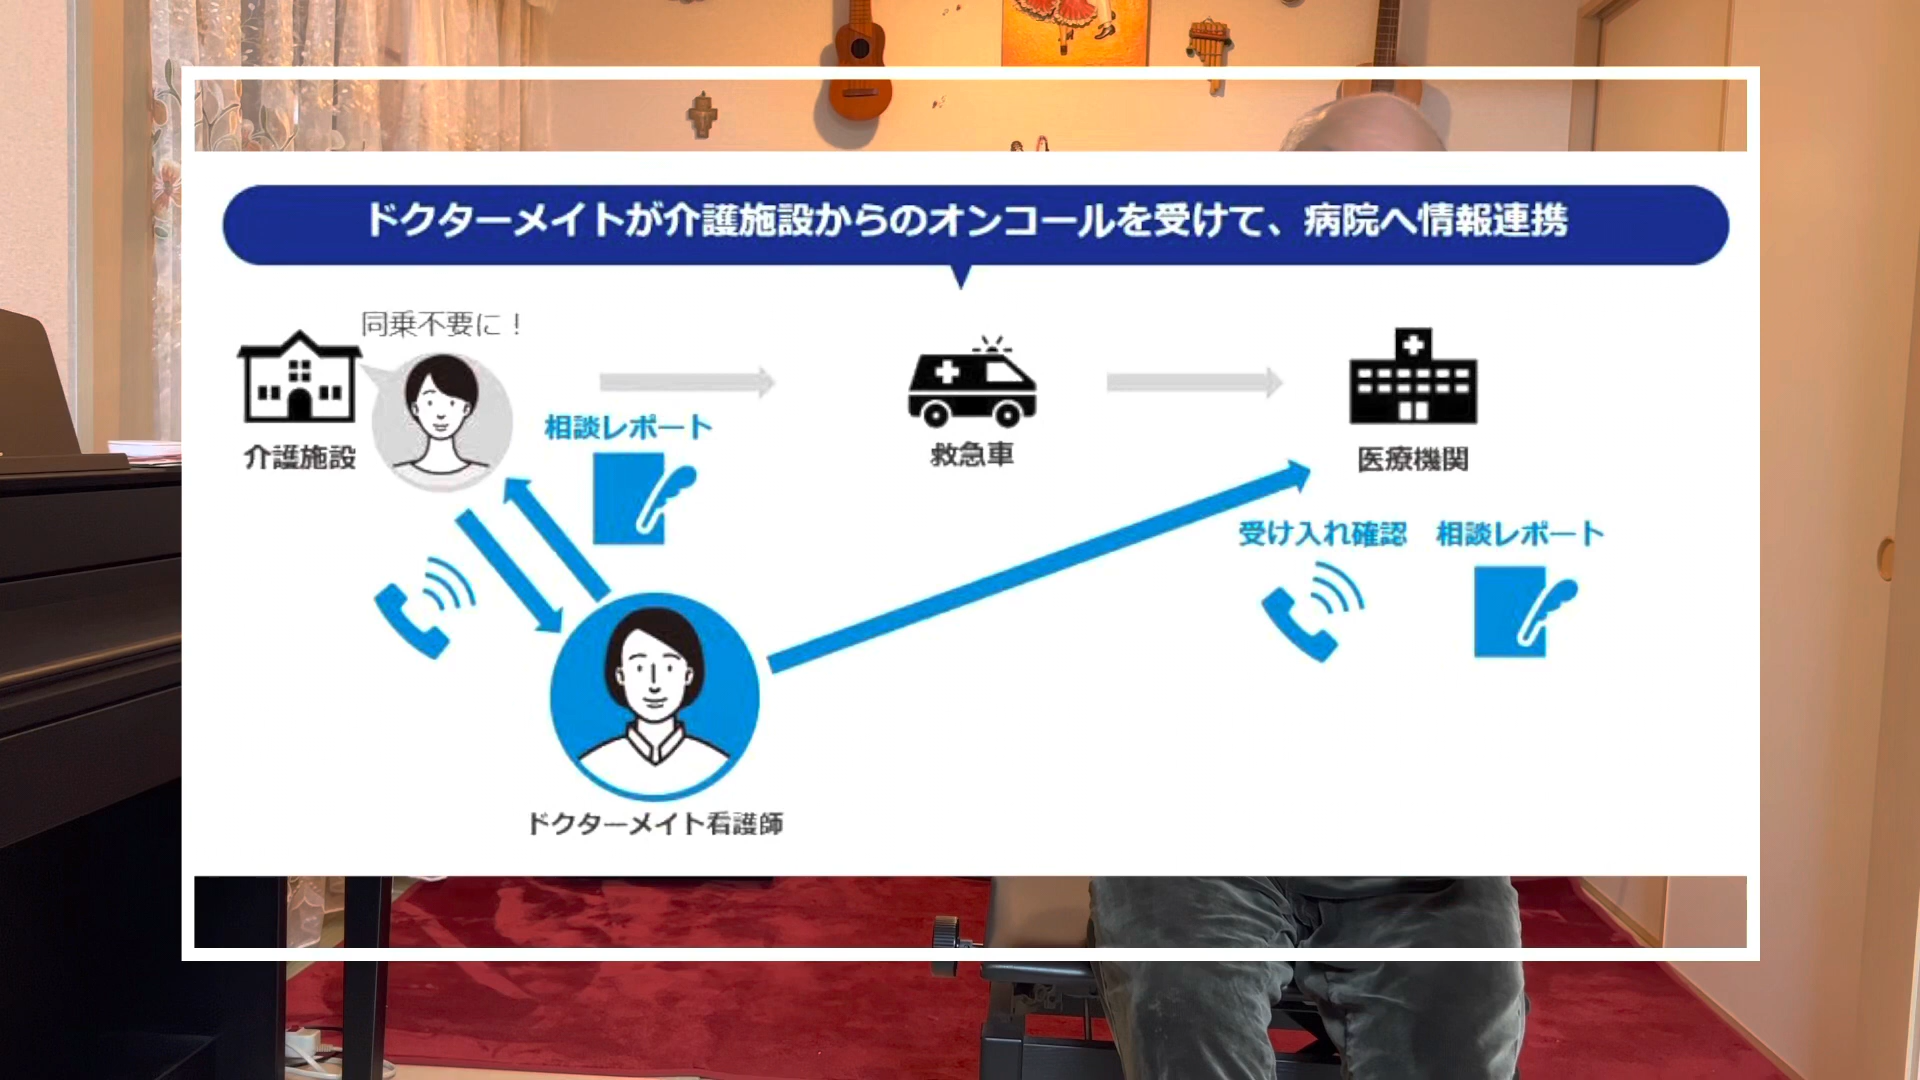 ドクターメイトが介護施設からのオンコールを受けて、病院へ情報連携
同乗不要に！
介護施設
相談レポート
救急車
医療機関
受け入れ確認 相談レポート
ドクターメイト看護師